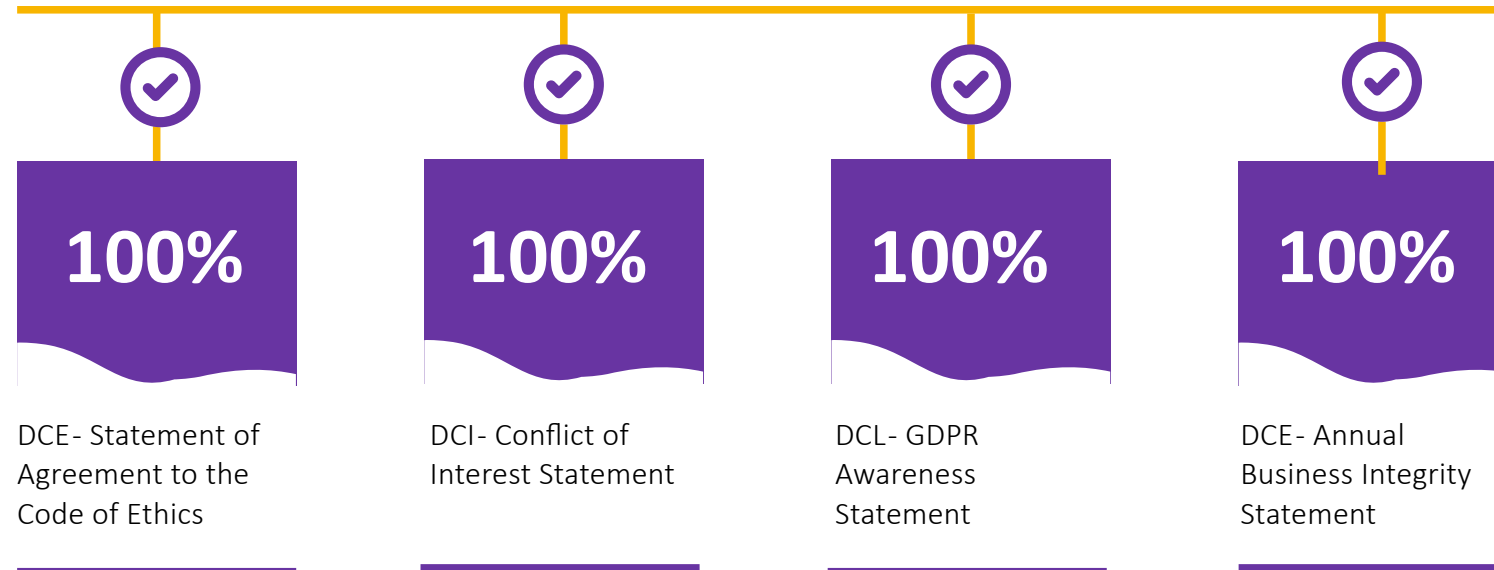 100%
100%
100%
100%
DCE- Statement of
Agreement to the
Code of Ethics
DCI- Conflict of
Interest Statement
DCL- GDPR
Awareness
Statement
DCE- Annual
Business Integrity
Statement